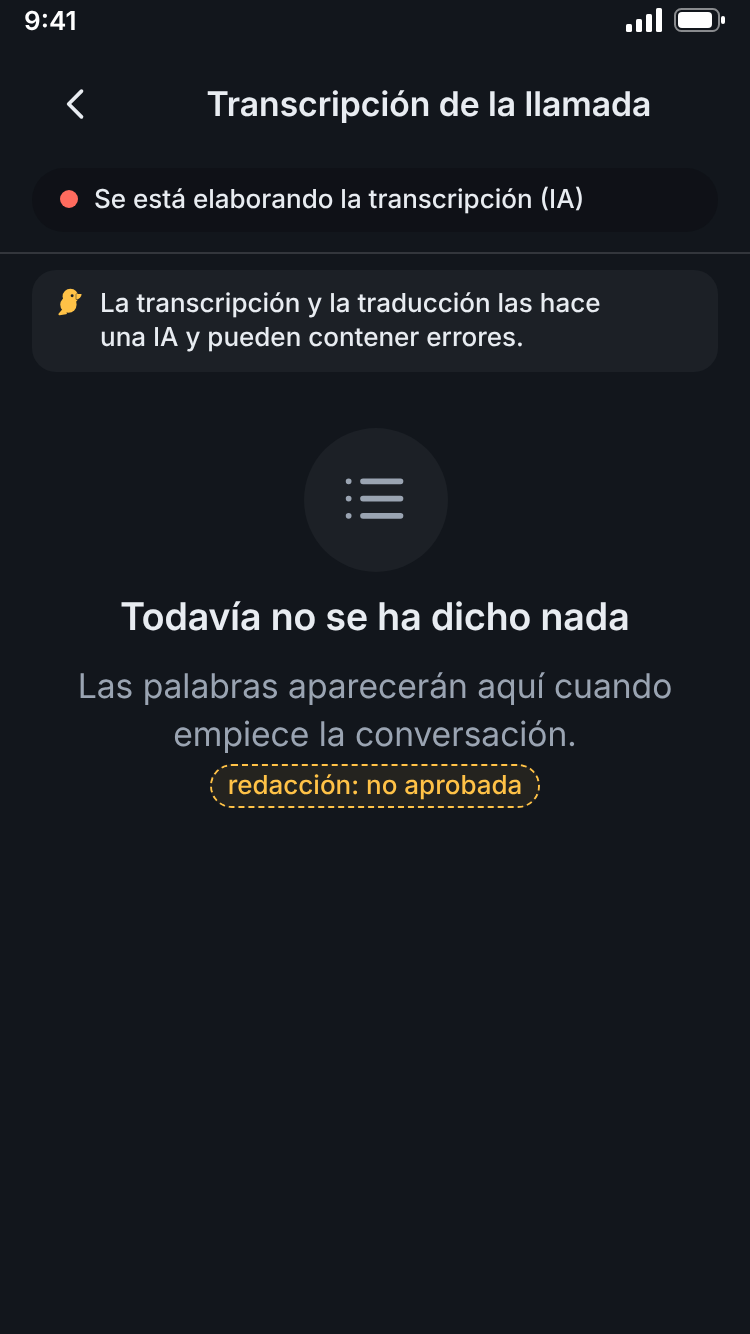 9:41
Transcripción de la llamada
Se está elaborando la transcripción (IA)
La transcripción y la traducción las hace
una IA y pueden contener errores.
Todavía no se ha dicho nada
Las palabras aparecerán aquí cuando
empiece la conversación.
redacción: no aprobada